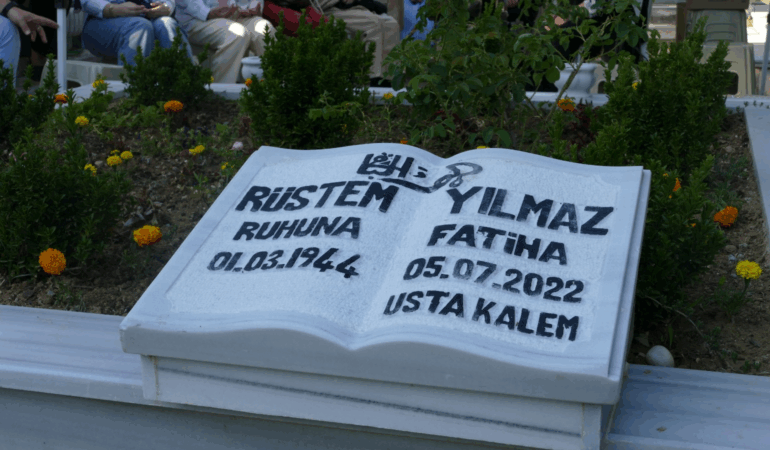 RÜSTEM YILMAZ
RUHUNA FATİHA
01.03.1944 05.07.2022
USTA KALEM